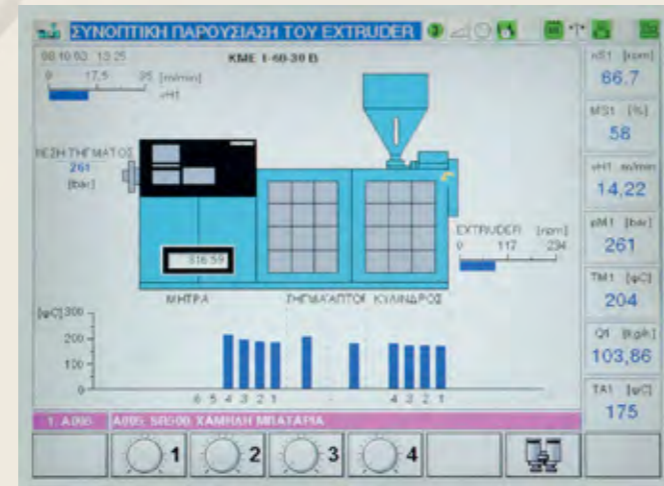 ΣΥΝΟΠΤΙΚΗ ΠΑΡΟΥΣΙΑΣΗ ΤΟΥ EXTRUDER
3
13:25
KME 1-60-30 B
0 17,5 35 [m/min]
vH1
ΠΙΕΣΗ ΤΗΓΜΑΤΟΣ
261
[bar]
316.59
EXTRUDER [rpm]
0 117 234
ΜΗΤΡΑ
ΚΥΛΙΝΔΡΟΣ
[φC] 300
200
100
0
6 5 4 3 2 1
4 3 2 1
nS1 [rpm]
66.7
MS1 [%]
58
vH1 m/min
14,22
pM1 [bar]
261
TM1 [φC]
204
Q1 [kg/h]
103,86
TA1 [φC]
175
ΧΑΜΗΛΗ ΜΠΑΤΑΡΙΑ
1
2
3
4